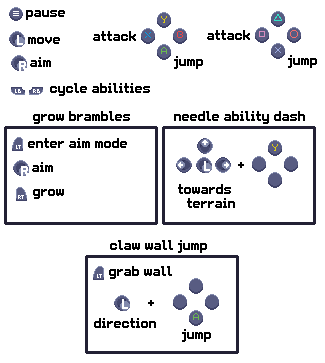 pause
attack Y X B attack
L move
jump jump
R aim
LB RB cycle abilities
grow brambles
LT enter aim mode
R aim
RT grow
needle ability dash
L + Y
towards
terrain
claw wall jump
LT grab wall
L + A
direction jump